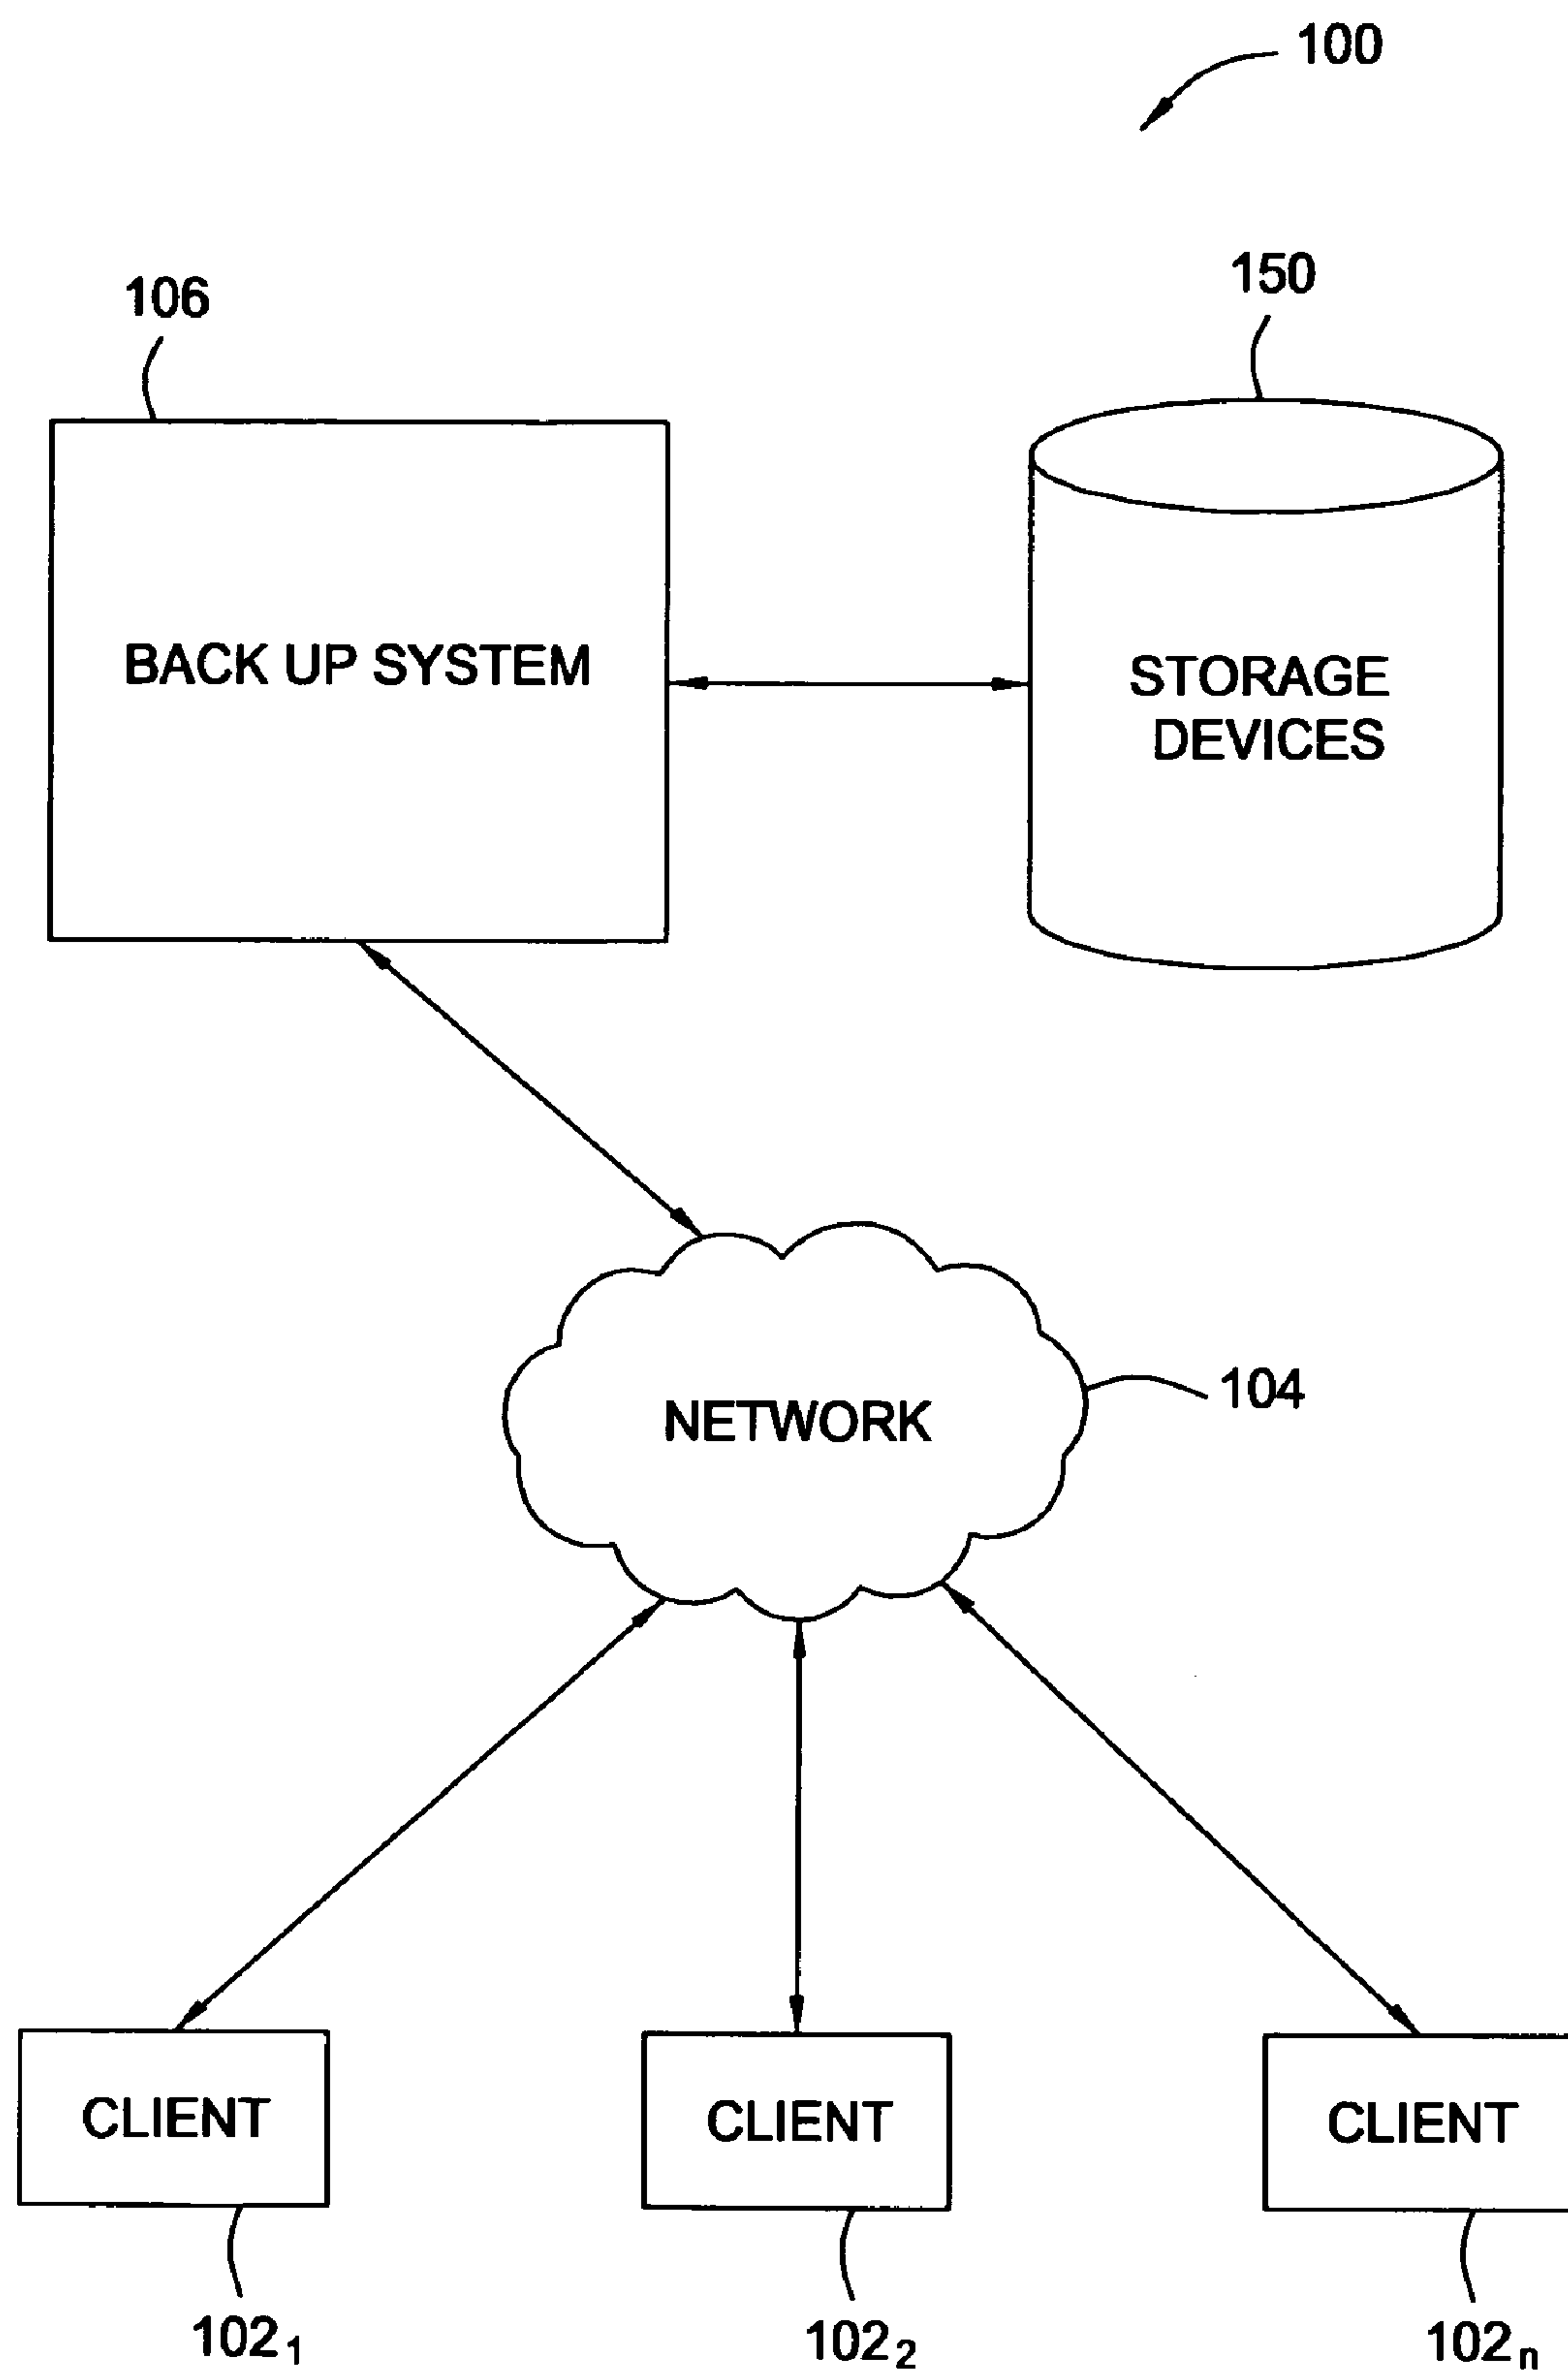 100
106
150
BACK UP SYSTEM
STORAGE
DEVICES
NETWORK
104
CLIENT
CLIENT
CLIENT
102₁
102₂
102ₙ